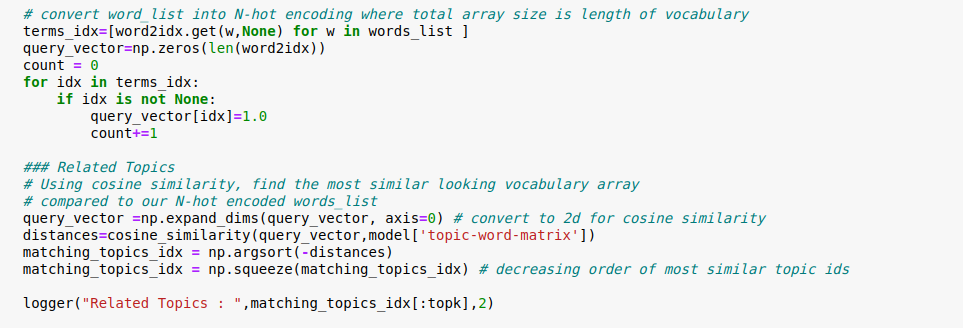 # convert word_list into N-hot encoding where total array size is length of vocabulary
terms_idx=[word2idx.get(w,None) for w in words_list ]
query_vector=np.zeros(len(word2idx))
count = 0
for idx in terms_idx:
    if idx is not None:
        query_vector[idx]=1.0
        count+=1

### Related Topics
# Using cosine similarity, find the most similar looking vocabulary array
# compared to our N-hot encoded words_list
query_vector =np.expand_dims(query_vector, axis=0) # convert to 2d for cosine similarity
distances=cosine_similarity(query_vector,model['topic-word-matrix'])
matching_topics_idx = np.argsort(-distances)
matching_topics_idx = np.squeeze(matching_topics_idx) # decreasing order of most similar topic ids

logger("Related Topics : ",matching_topics_idx[:topk],2)